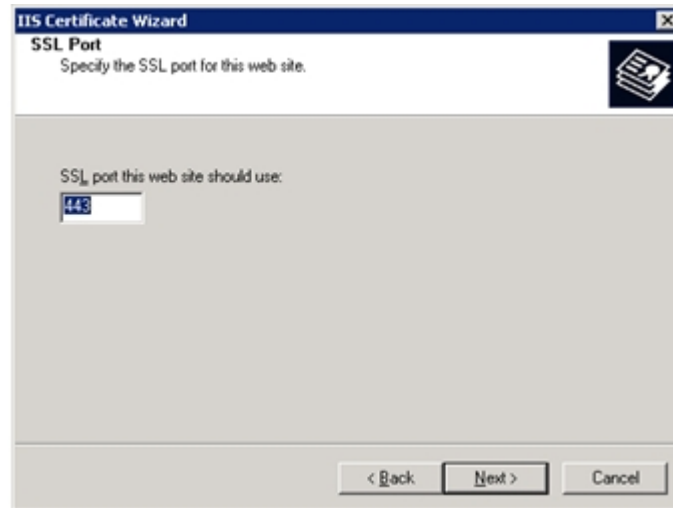 IIS Certificate Wizard
SSL Port
Specify the SSL port for this web site.
SSL port this web site should use:
443
< Back
Next >
Cancel